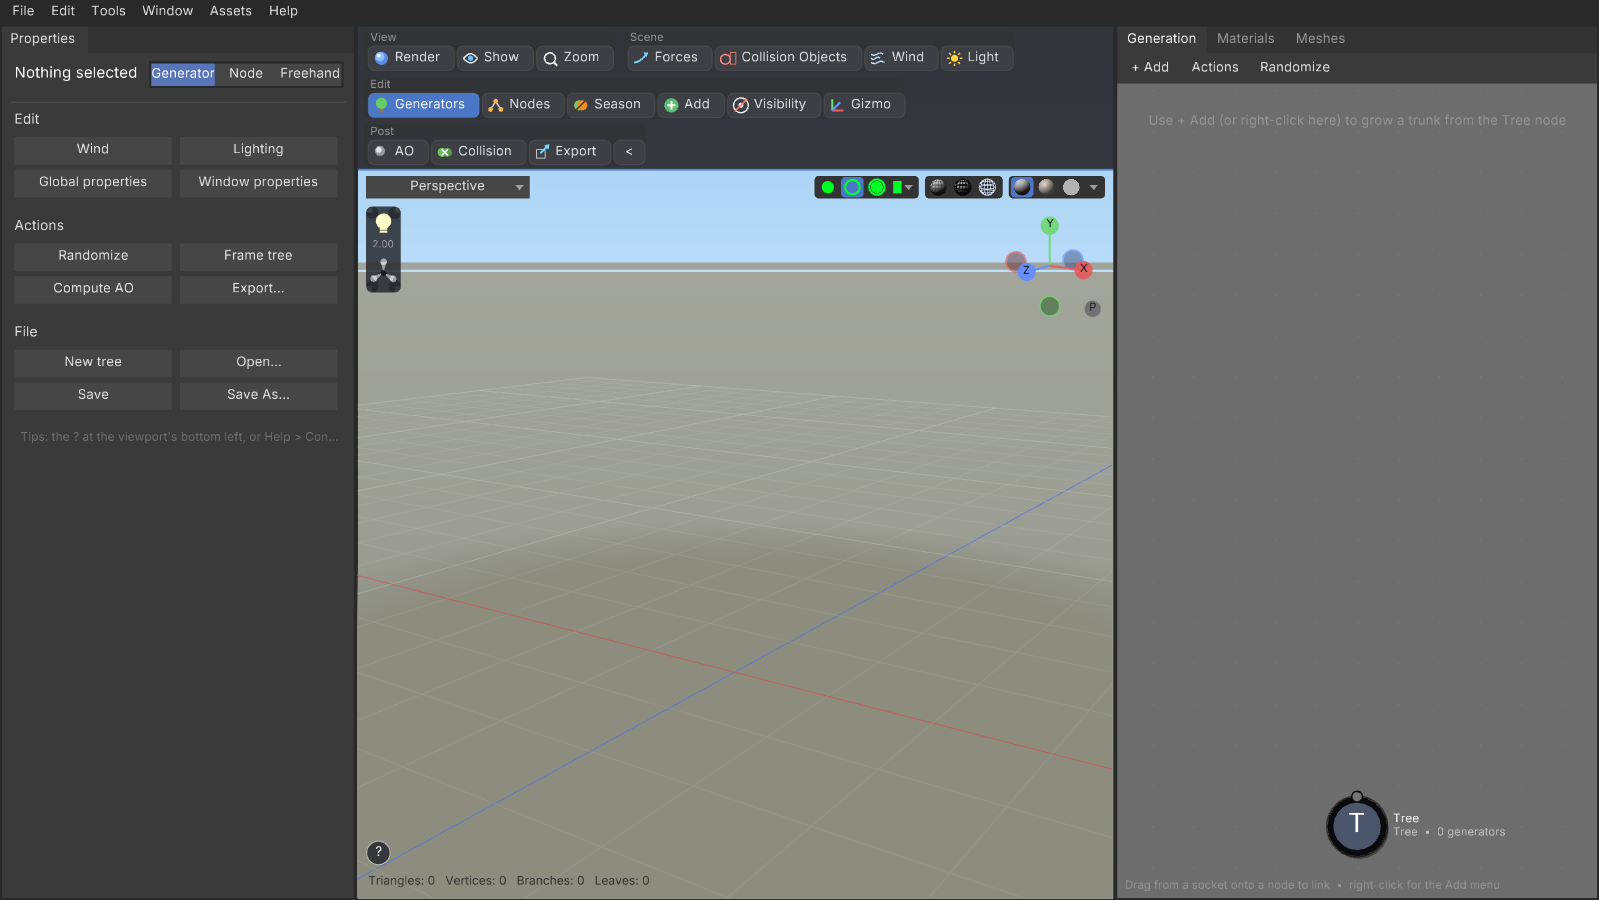 File Edit Tools Window Assets Help
Properties
Nothing selected Generator Node Freehand
Edit
Wind Lighting
Global properties Window properties
Actions
Randomize Frame tree
Compute AO Export...
File
New tree Open...
Save Save As...
Tips: the ? at the viewport's bottom left, or Help > Con...
View Scene
Render Show Zoom Forces Collision Objects Wind Light
Edit
Generators Nodes Season Add Visibility Gizmo
Post
AO Collision Export <
Perspective
2.00
Y
Z X
P
?
Triangles: 0 Vertices: 0 Branches: 0 Leaves: 0
Generation Materials Meshes
+ Add Actions Randomize
Use + Add (or right-click here) to grow a trunk from the Tree node
T
Tree
Tree • 0 generators
Drag from a socket onto a node to link • right-click for the Add menu